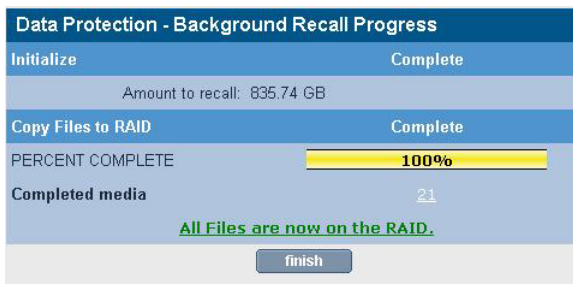 Data Protection - Background Recall Progress
Initialize Complete
Amount to recall: 835.74 GB
Copy Files to RAID Complete
PERCENT COMPLETE 100%
Completed media 21
All Files are now on the RAID.
finish